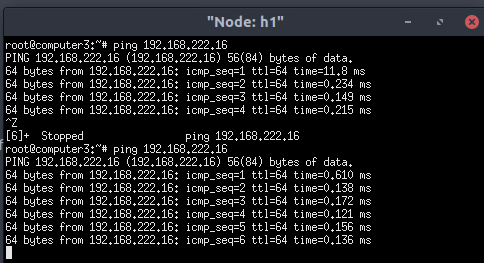 "Node: h1"
root@computer3:~# ping 192.168.222.16
PING 192.168.222.16 (192.168.222.16) 56(84) bytes of data.
64 bytes from 192.168.222.16: icmp_seq=1 ttl=64 time=11.8 ms
64 bytes from 192.168.222.16: icmp_seq=2 ttl=64 time=0.234 ms
64 bytes from 192.168.222.16: icmp_seq=3 ttl=64 time=0.149 ms
64 bytes from 192.168.222.16: icmp_seq=4 ttl=64 time=0.215 ms
^Z
[6]+  Stopped                 ping 192.168.222.16
root@computer3:~# ping 192.168.222.16
PING 192.168.222.16 (192.168.222.16) 56(84) bytes of data.
64 bytes from 192.168.222.16: icmp_seq=1 ttl=64 time=0.610 ms
64 bytes from 192.168.222.16: icmp_seq=2 ttl=64 time=0.138 ms
64 bytes from 192.168.222.16: icmp_seq=3 ttl=64 time=0.172 ms
64 bytes from 192.168.222.16: icmp_seq=4 ttl=64 time=0.121 ms
64 bytes from 192.168.222.16: icmp_seq=5 ttl=64 time=0.156 ms
64 bytes from 192.168.222.16: icmp_seq=6 ttl=64 time=0.136 ms